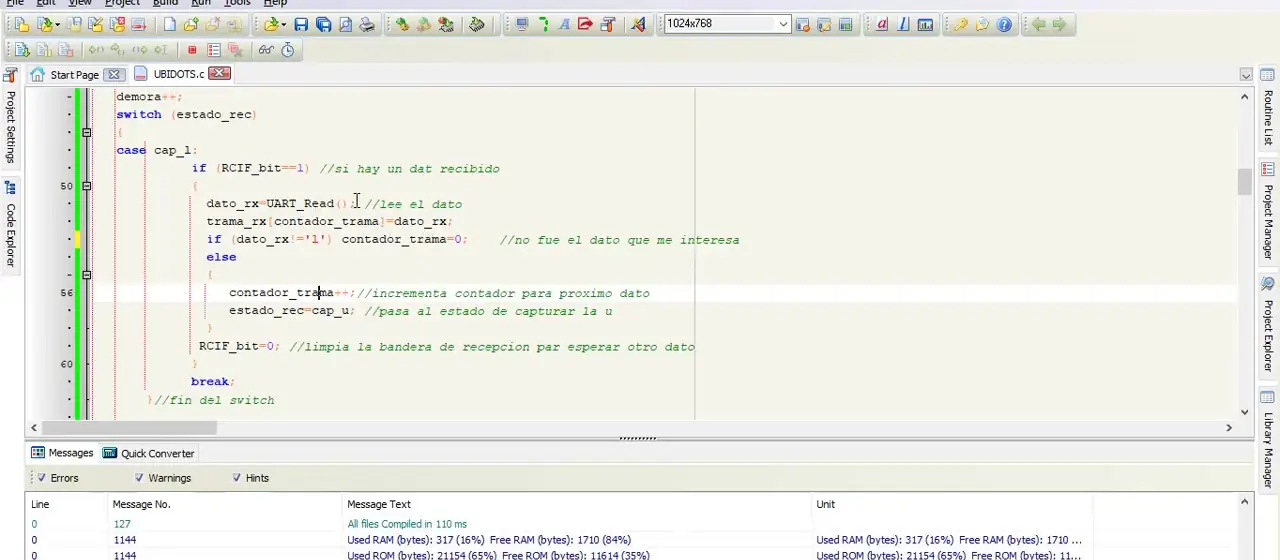 File Edit View Project Build Run Tools Help
1024x768
Start Page UBIDOTS.c
Project Settings
Code Explorer
demora++;
switch (estado_rec)
{
case cap_l:
if (RCIF_bit==1) //si hay un dat recibido
50 {
dato_rx=UART_Read(); //lee el dato
trama_rx[contador_trama]=dato_rx;
if (dato_rx!='l') contador_trama=0; //no fue el dato que me interesa
else
{
56 contador_trama++;//incrementa contador para proximo dato
estado_rec=cap_u; //pasa al estado de capturar la u
}
RCIF_bit=0; //limpia la bandera de recepcion par esperar otro dato
60 }
break;
}//fin del switch
Routine List
Project Manager
Project Explorer
Library Manager
Messages Quick Converter
Errors Warnings Hints
Line Message No. Message Text Unit
0 127 All files Compiled in 110 ms
0 1144 Used RAM (bytes): 317 (16%) Free RAM (bytes): 1710 (84%) Used RAM (bytes): 317 (16%) Free RAM (bytes): 1710 ...
0 1144 Used ROM (bytes): 21154 (65%) Free ROM (bytes): 11614 (35%) Used ROM (bytes): 21154 (65%) Free ROM (bytes): 11...